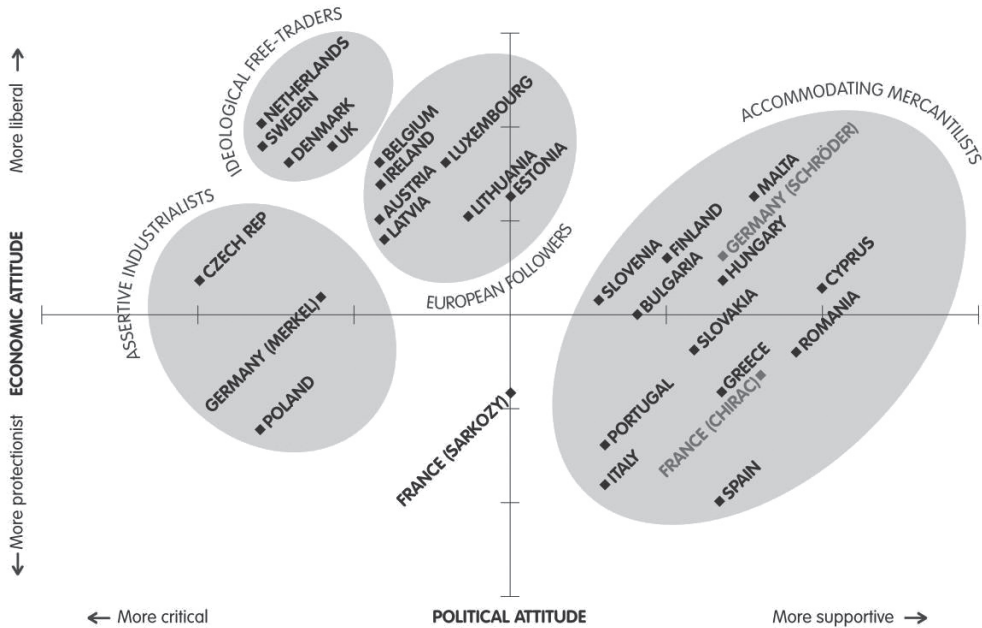 IDEOLOGICAL FREE-TRADERS
NETHERLANDS
SWEDEN
DENMARK
UK
BELGIUM
IRELAND
AUSTRIA
LATVIA
LUXEMBOURG
LITHUANIA
ESTONIA
EUROPEAN FOLLOWERS
ACCOMMODATING MERCANTILISTS
MALTA
GERMANY (SCHRÖDER)
FINLAND
HUNGARY
SLOVENIA
BULGARIA
CYPRUS
SLOVAKIA
ROMANIA
GREECE
FRANCE (CHIRAC)
PORTUGAL
ITALY
SPAIN
ASSERTIVE INDUSTRIALISTS
CZECH REP
GERMANY (MERKEL)
POLAND
FRANCE (SARKOZY)
More liberal →
ECONOMIC ATTITUDE
← More protectionist
← More critical
POLITICAL ATTITUDE
More supportive →